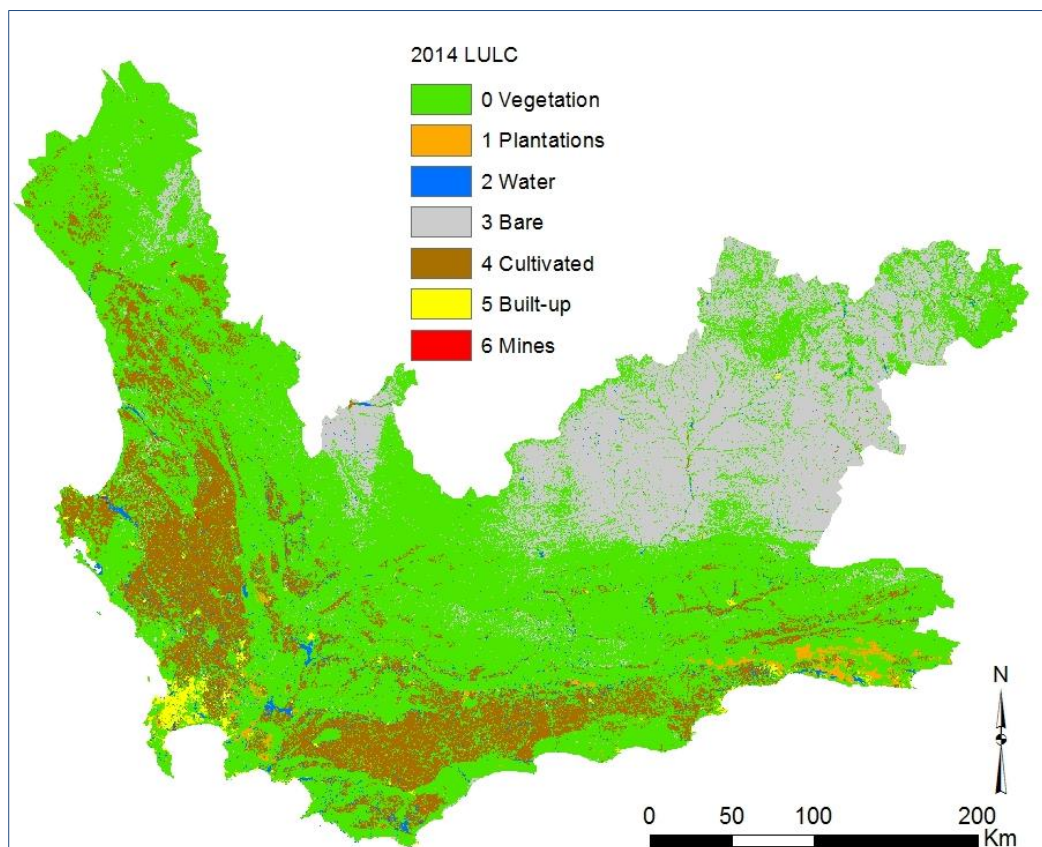 2014 LULC
0 Vegetation
1 Plantations
2 Water
3 Bare
4 Cultivated
5 Built-up
6 Mines
N
0 50 100 200
Km